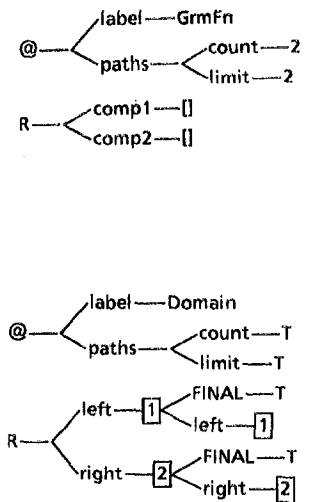 label GrmFn
@
count 2
paths
limit 2
comp1 []
R
comp2 []
label Domain
@
count T
paths
limit T
FINAL T
left 1
left 1
R
FINAL T
right 2
right 2